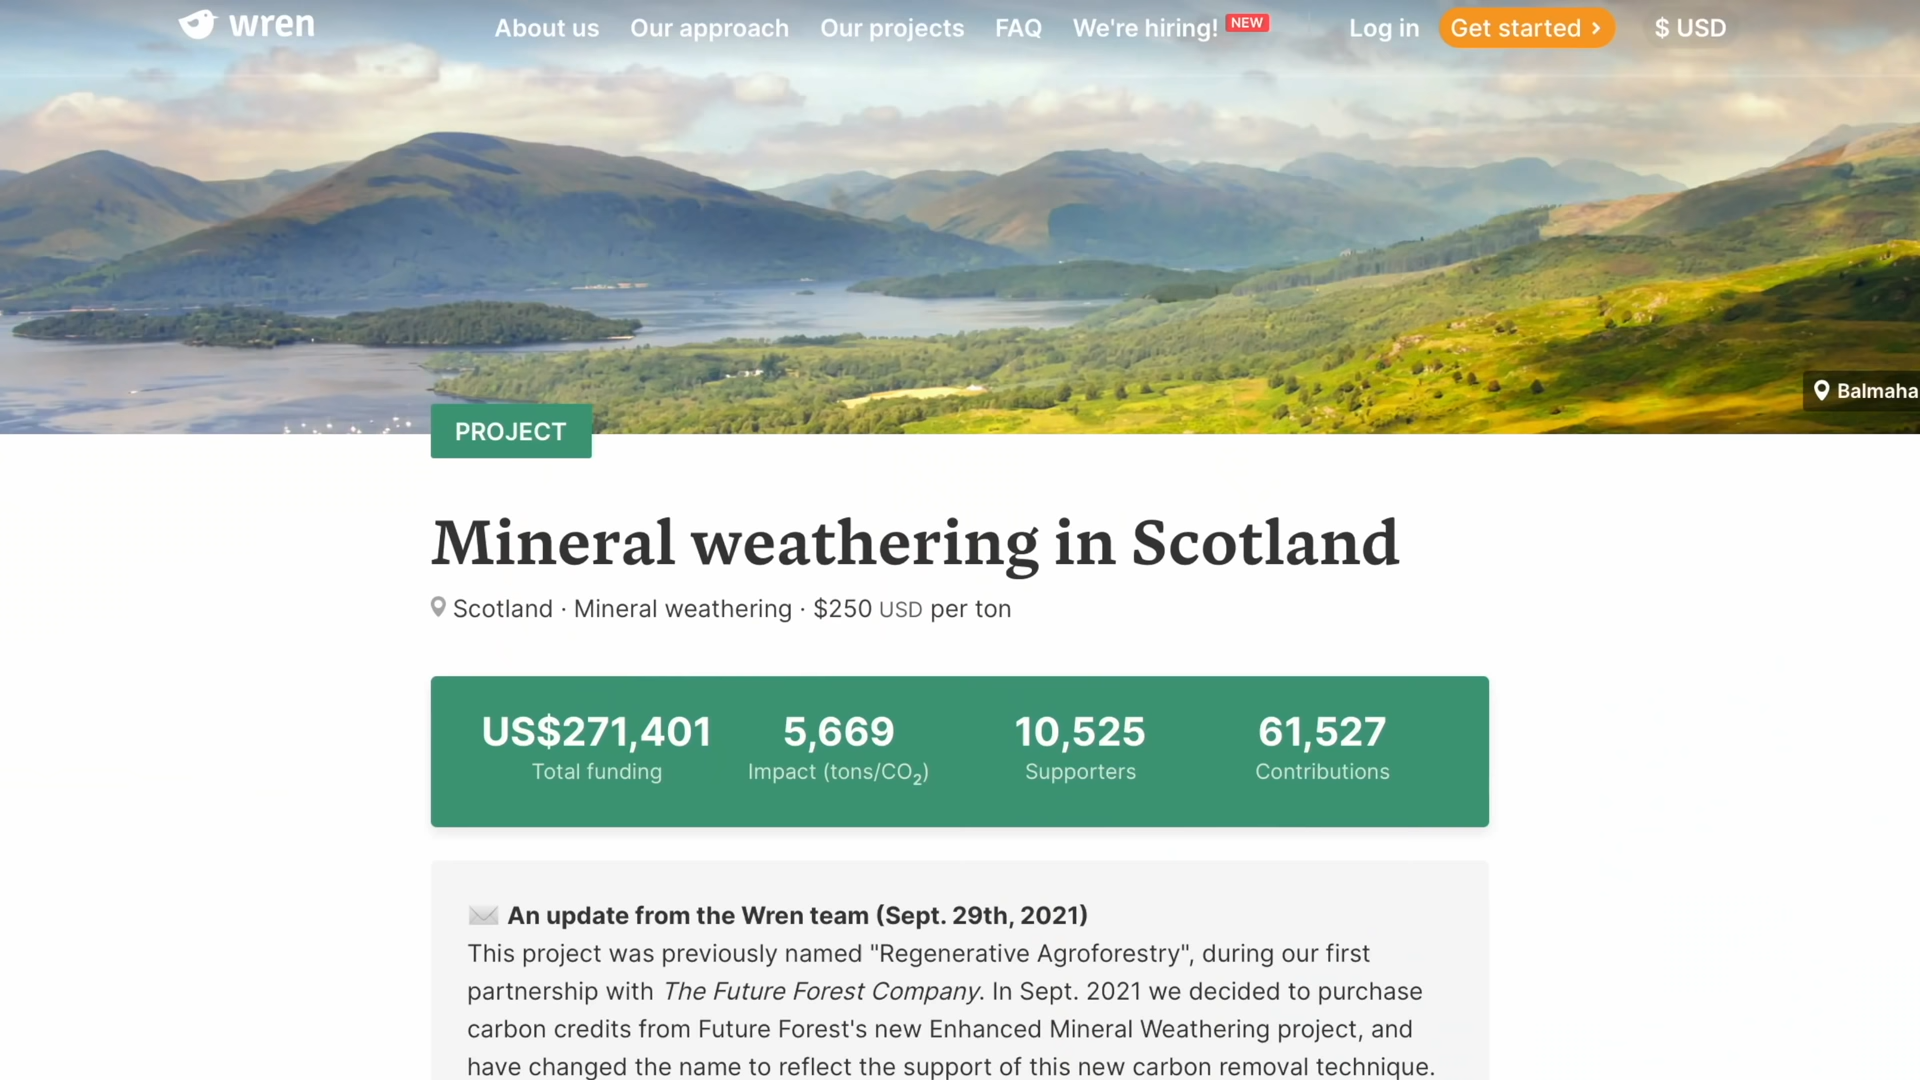 wren
About us Our approach Our projects FAQ We're hiring! NEW Log in Get started › $ USD
Balmaha
PROJECT
Mineral weathering in Scotland
Scotland · Mineral weathering · $250 USD per ton
US$271,401 5,669 10,525 61,527
Total funding Impact (tons/CO₂) Supporters Contributions
An update from the Wren team (Sept. 29th, 2021)
This project was previously named "Regenerative Agroforestry", during our first
partnership with The Future Forest Company. In Sept. 2021 we decided to purchase
carbon credits from Future Forest's new Enhanced Mineral Weathering project, and
have changed the name to reflect the support of this new carbon removal technique.